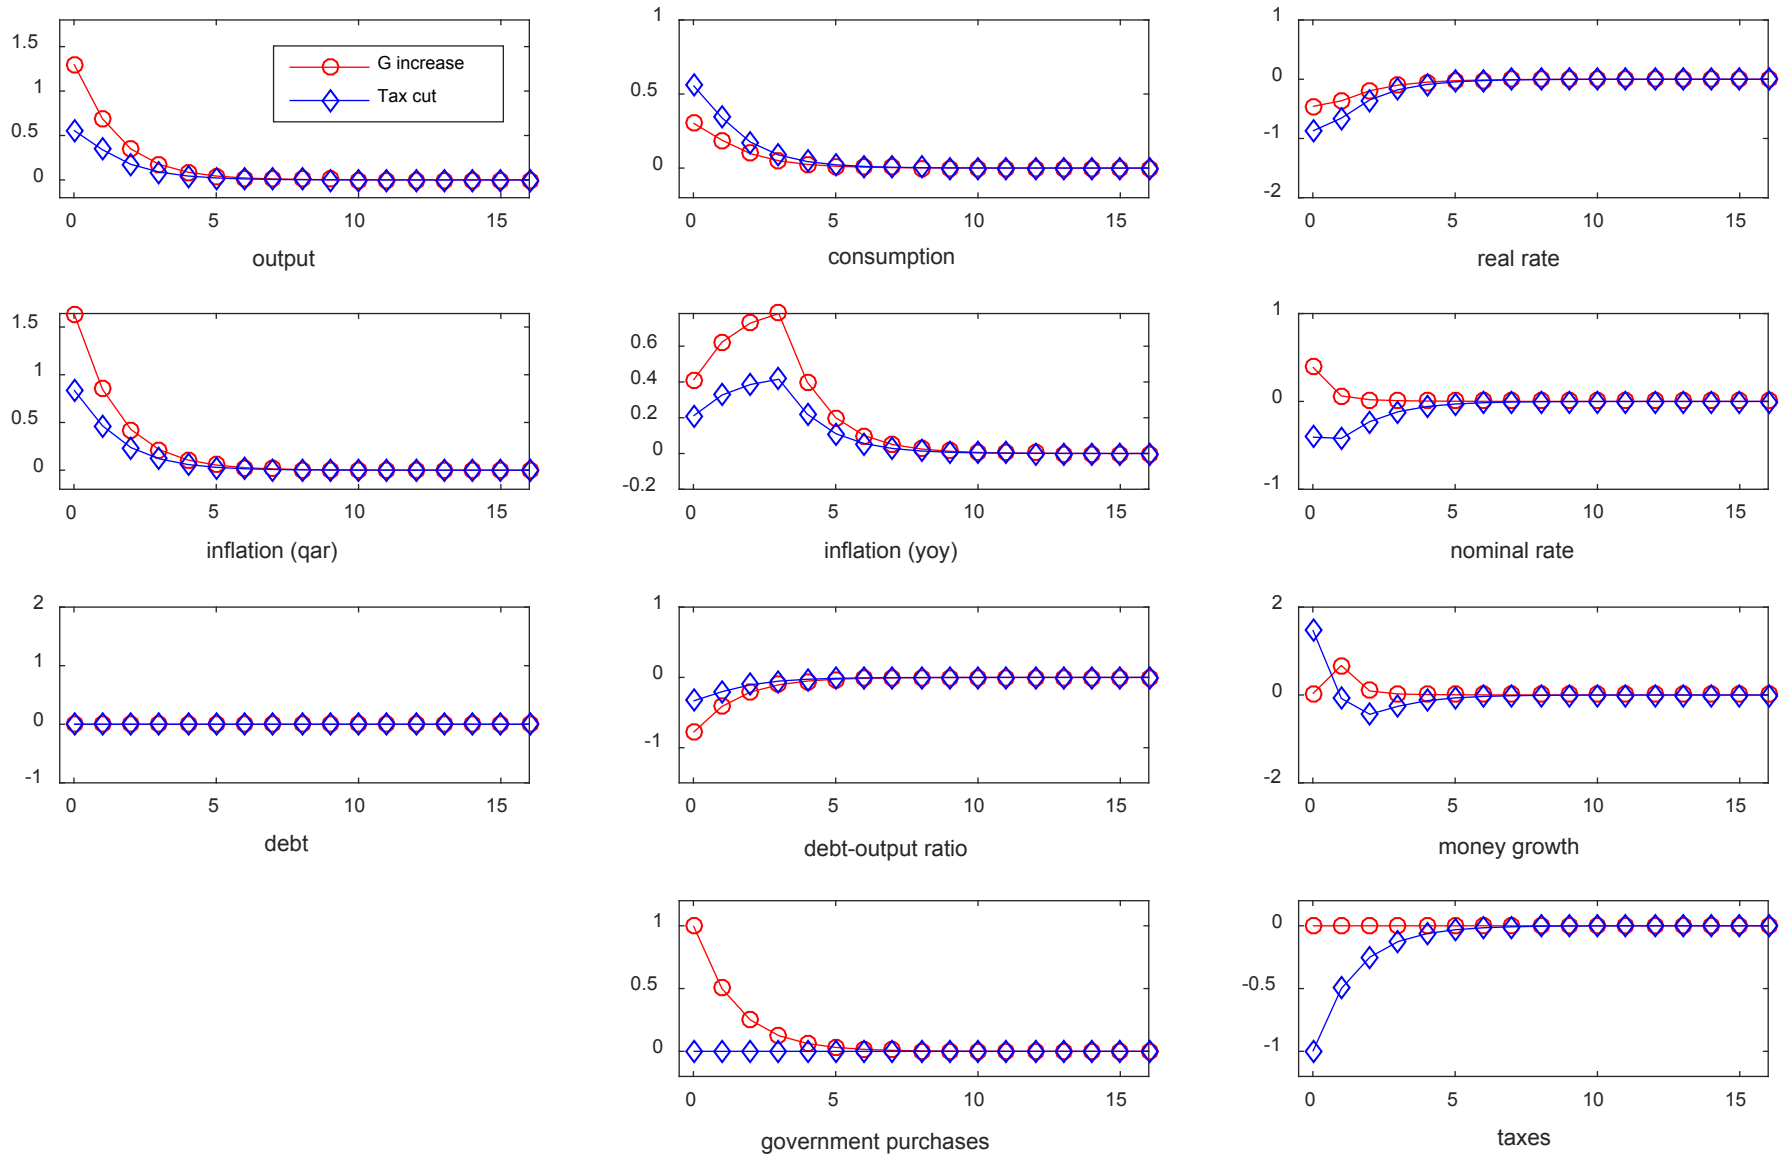 1.5
1
0.5
0
0 5 10 15
output
G increase
Tax cut
1
0.5
0
0 5 10 15
consumption
1
0
-1
-2
0 5 10 15
real rate
1.5
1
0.5
0
0 5 10 15
inflation (qar)
0.6
0.4
0.2
0
-0.2
0 5 10 15
inflation (yoy)
1
0
-1
0 5 10 15
nominal rate
2
1
0
-1
0 5 10 15
debt
1
0
-1
0 5 10 15
debt-output ratio
2
0
-2
0 5 10 15
money growth
1
0.5
0
0 5 10 15
government purchases
0
-0.5
-1
0 5 10 15
taxes